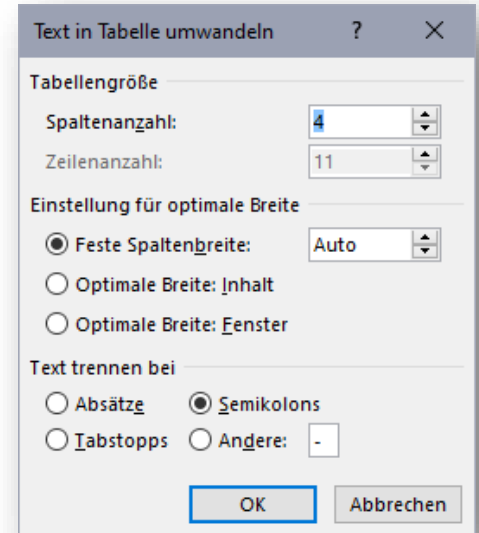 Text in Tabelle umwandeln ? ×
Tabellengröße
Spaltenanzahl: 4
Zeilenanzahl: 11
Einstellung für optimale Breite
Feste Spaltenbreite: Auto
Optimale Breite: Inhalt
Optimale Breite: Fenster
Text trennen bei
Absätze Semikolons
Tabstopps Andere: -
OK Abbrechen